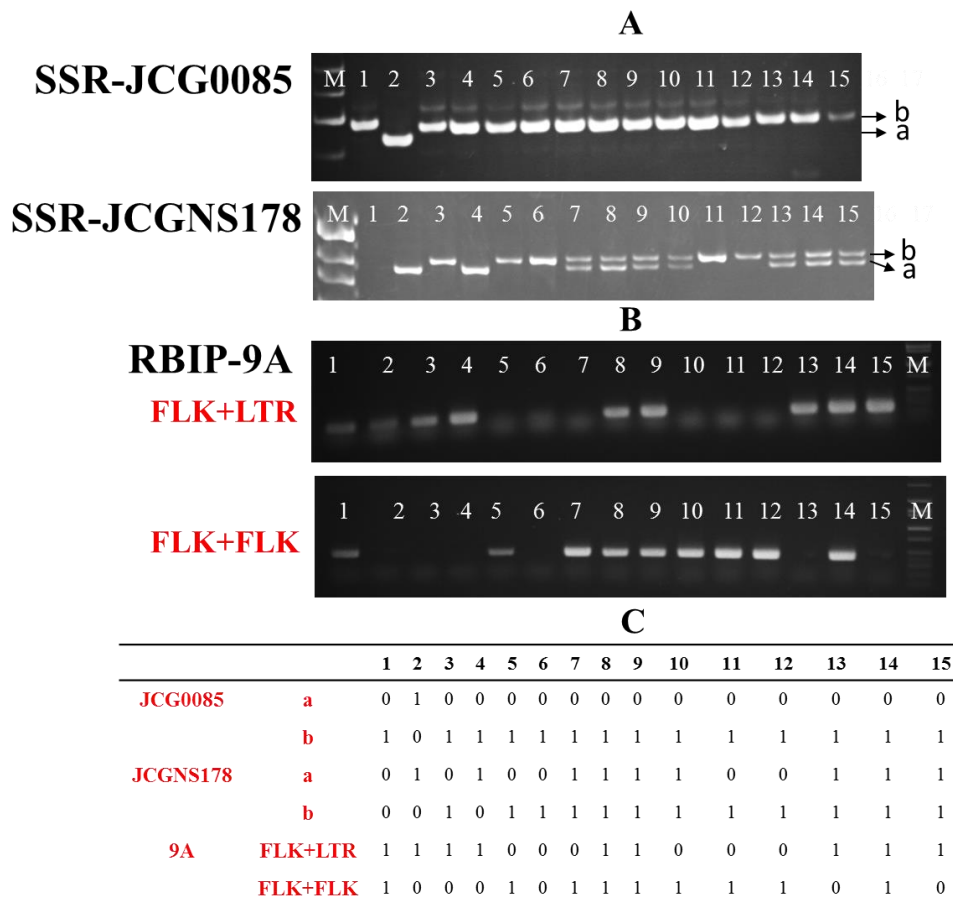 A
SSR-JCG0085
M 1 2 3 4 5 6 7 8 9 10 11 12 13 14 15 16 17
b
a
SSR-JCGNS178
M 1 2 3 4 5 6 7 8 9 10 11 12 13 14 15 16 17
b
a
B
RBIP-9A
1 2 3 4 5 6 7 8 9 10 11 12 13 14 15 M
FLK+LTR
1 2 3 4 5 6 7 8 9 10 11 12 13 14 15 M
FLK+FLK
C
1 2 3 4 5 6 7 8 9 10 11 12 13 14 15
JCG0085 a 0 1 0 0 0 0 0 0 0 0 0 0 0 0 0
b 1 0 1 1 1 1 1 1 1 1 1 1 1 1 1
JCGNS178 a 0 1 0 1 0 0 1 1 1 1 0 0 1 1 1
b 0 0 1 0 1 1 1 1 1 1 1 1 1 1 1
9A FLK+LTR 1 1 1 1 0 0 0 1 1 0 0 0 1 1 1
FLK+FLK 1 0 0 0 1 0 1 1 1 1 1 1 0 1 0